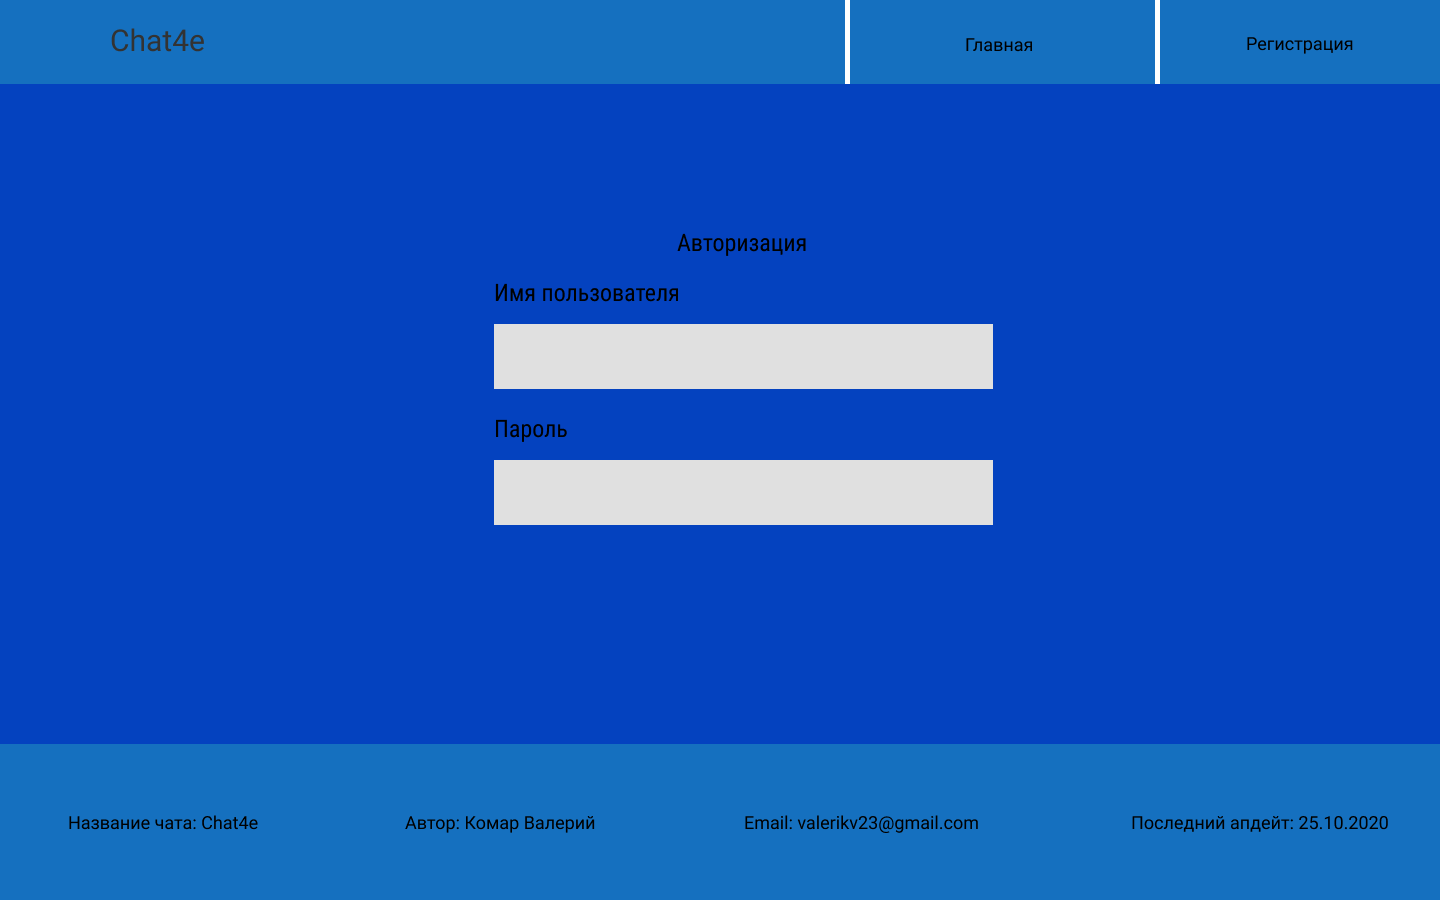 Chat4e
Главная
Регистрация
Авторизация
Имя пользователя
Пароль
Название чата: Chat4e
Автор: Комар Валерий
Email: valerikv23@gmail.com
Последний апдейт: 25.10.2020